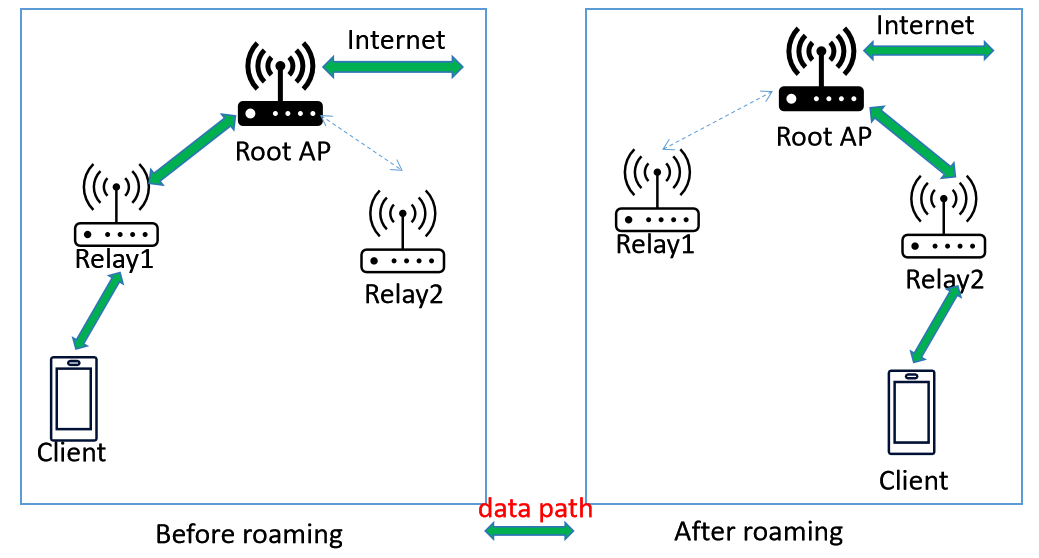 Internet
Root AP
Relay1
Relay2
Client
Before roaming
data path
Internet
Root AP
Relay1
Relay2
Client
After roaming